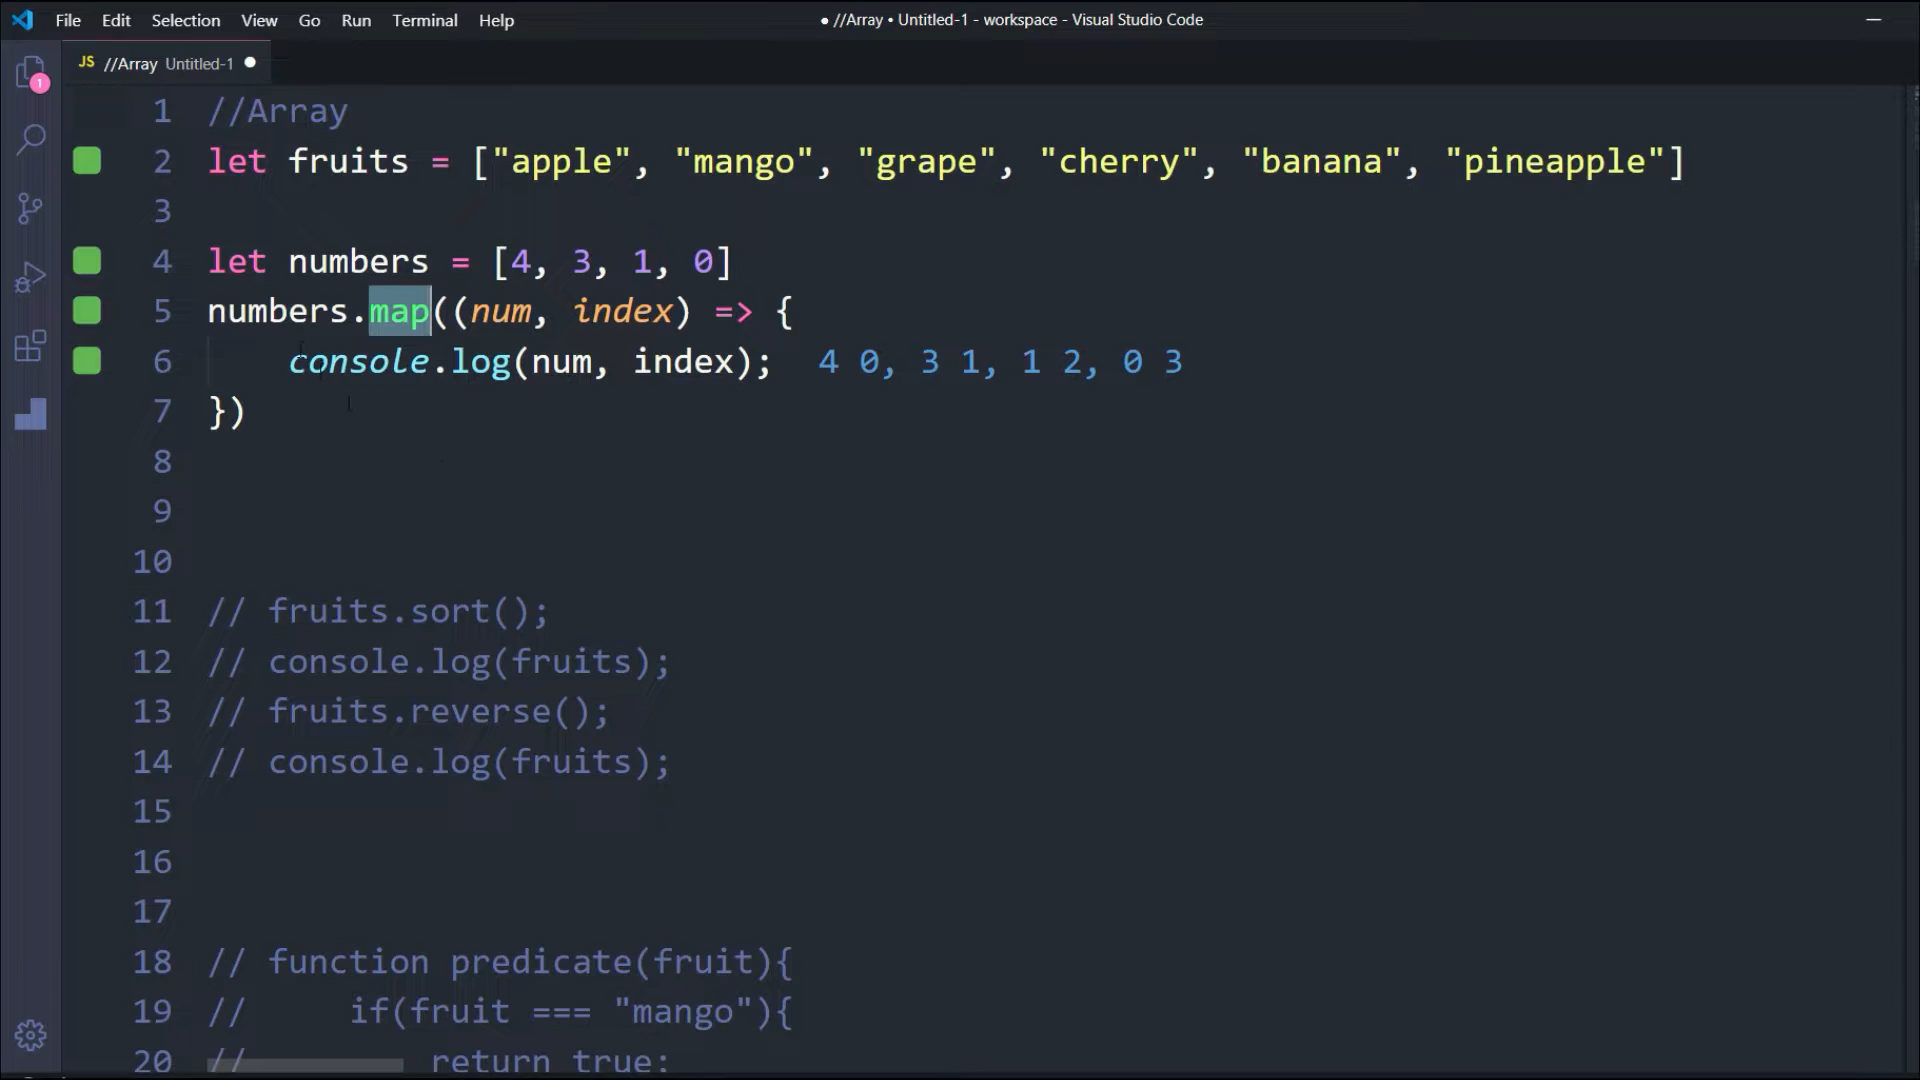 File Edit Selection View Go Run Terminal Help
● //Array • Untitled-1 - workspace - Visual Studio Code
JS //Array Untitled-1 ●
1
1 //Array
2 let fruits = ["apple", "mango", "grape", "cherry", "banana", "pineapple"]
3
4 let numbers = [4, 3, 1, 0]
5 numbers.map((num, index) => {
6 console.log(num, index); 4 0, 3 1, 1 2, 0 3
7 })
8
9
10
11 // fruits.sort();
12 // console.log(fruits);
13 // fruits.reverse();
14 // console.log(fruits);
15
16
17
18 // function predicate(fruit){
19 // if(fruit === "mango"){
20 // return true;